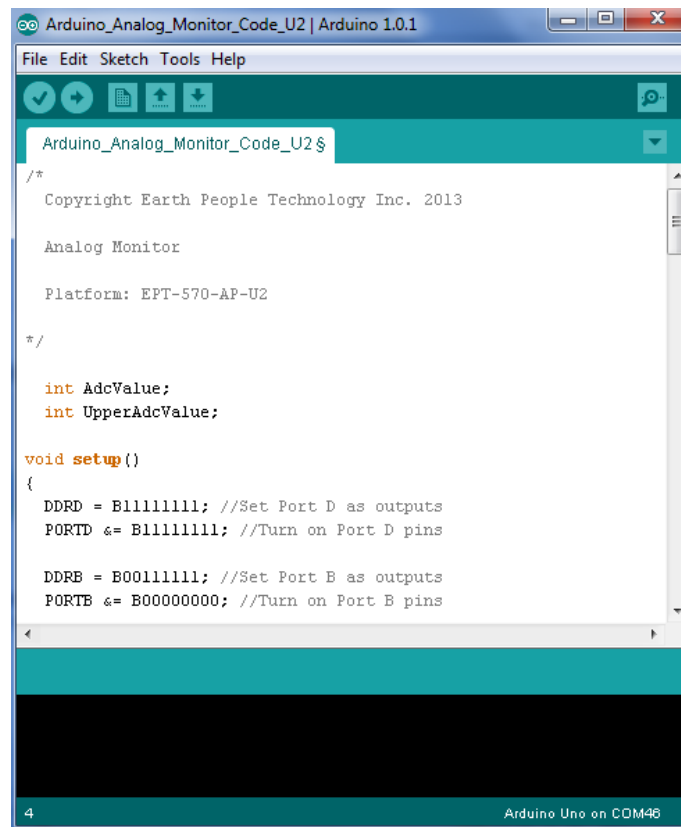 Arduino_Analog_Monitor_Code_U2 | Arduino 1.0.1
File Edit Sketch Tools Help
Arduino_Analog_Monitor_Code_U2 §
/*
Copyright Earth People Technology Inc. 2013
Analog Monitor
Platform: EPT-570-AP-U2
*/
int AdcValue;
int UpperAdcValue;
void setup()
{
DDRD = B11111111; //Set Port D as outputs
PORTD &= B11111111; //Turn on Port D pins
DDRB = B00111111; //Set Port B as outputs
PORTB &= B00000000; //Turn on Port B pins
4
Arduino Uno on COM46